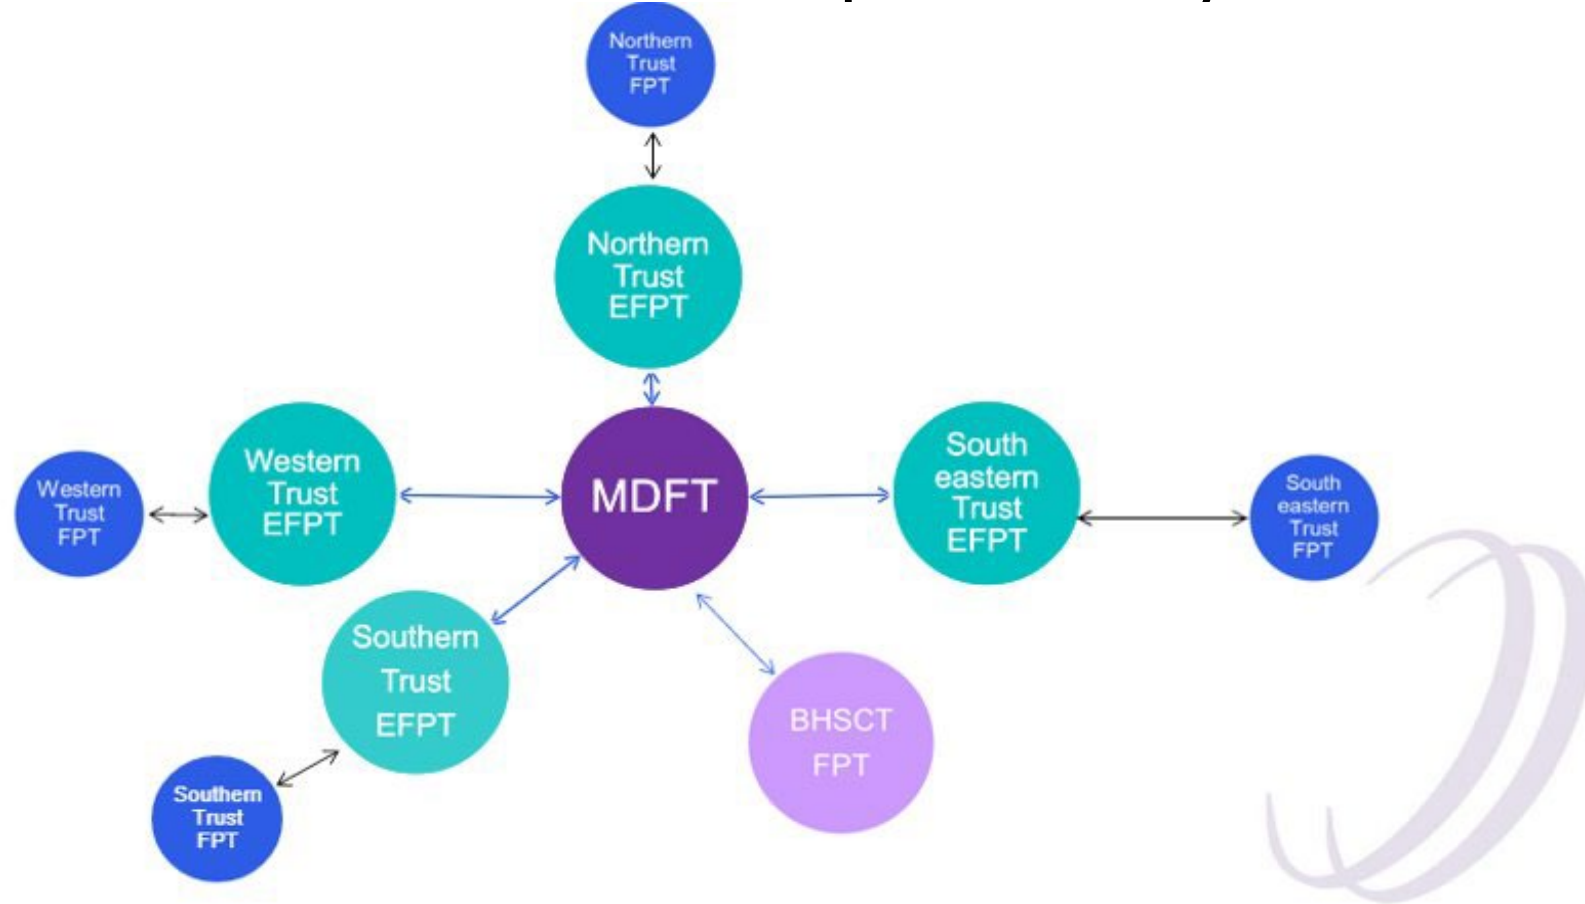 Northern
Trust
FPT
Northern
Trust
EFPT
Western
Trust
FPT
Western
Trust
EFPT
MDFT
South
eastern
Trust
EFPT
South
eastern
Trust
FPT
Southern
Trust
EFPT
BHSCT
FPT
Southern
Trust
FPT